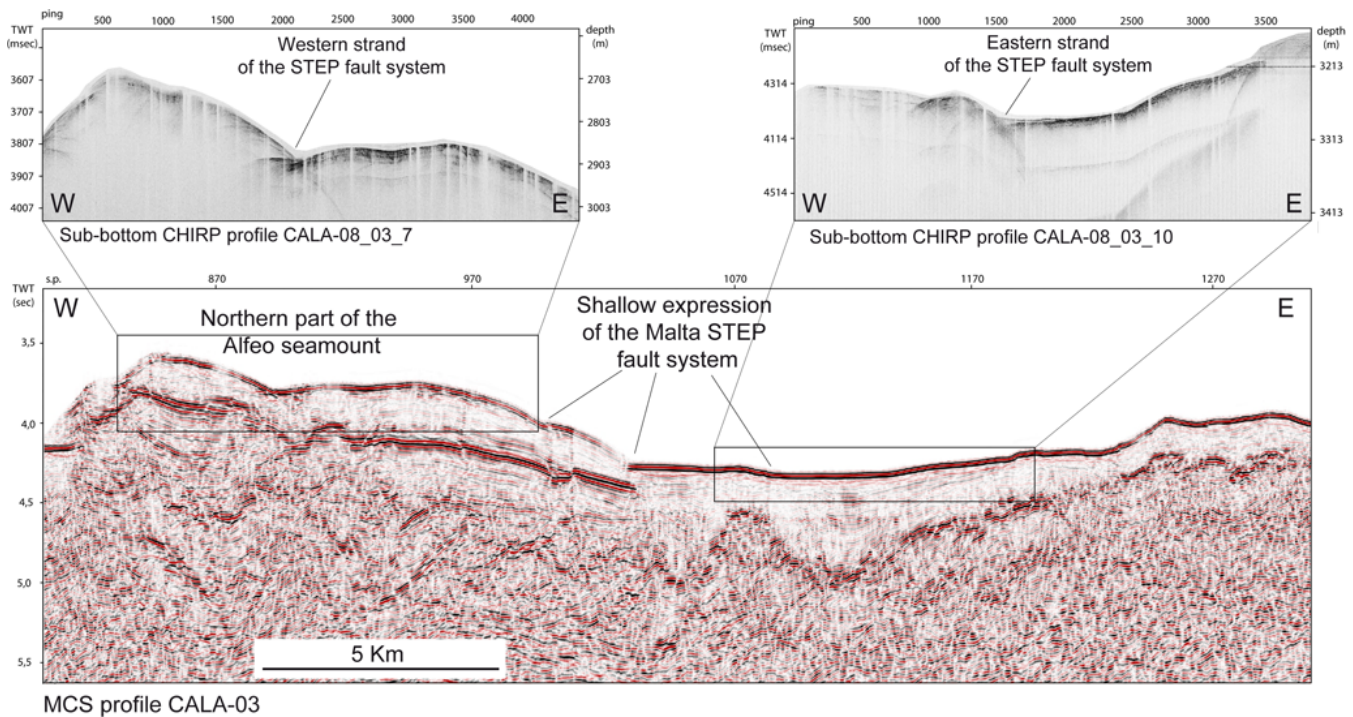 ping 500 1000 1500 2000 2500 3000 3500 4000
TWT
(msec)
depth
(m)
Western strand
of the STEP fault system
3607
3707
3807
3907
4007
2703
2803
2903
3003
W
E
Sub-bottom CHIRP profile CALA-08_03_7
ping 500 1000 1500 2000 2500 3000 3500
TWT
(msec)
depth
(m)
Eastern strand
of the STEP fault system
4314
4114
4514
3213
3313
3413
W
E
Sub-bottom CHIRP profile CALA-08_03_10
s.p. 870 970 1070 1170 1270
TWT
(sec)
W
E
Northern part of the
Alfeo seamount
Shallow expression
of the Malta STEP
fault system
3,5
4,0
4,5
5,0
5,5
5 Km
MCS profile CALA-03